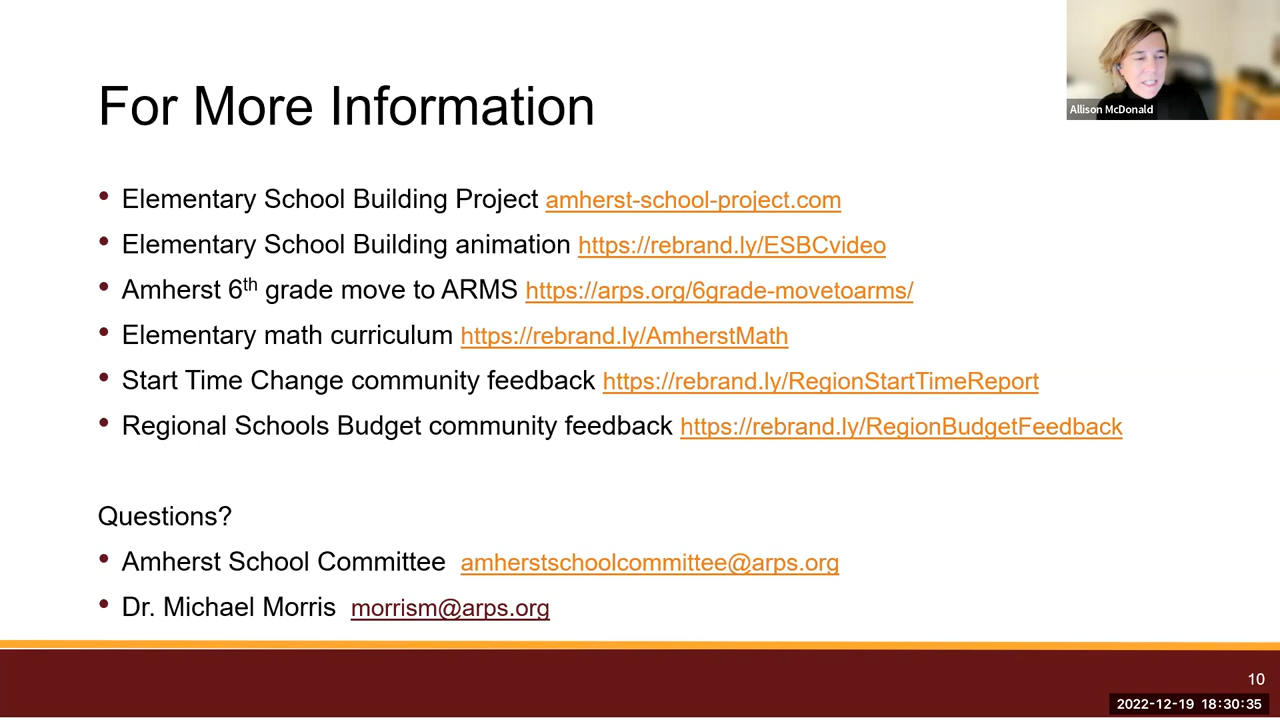 Allison McDonald
For More Information
• Elementary School Building Project amherst-school-project.com
• Elementary School Building animation https://rebrand.ly/ESBCvideo
• Amherst 6th grade move to ARMS https://arps.org/6grade-movetoarms/
• Elementary math curriculum https://rebrand.ly/AmherstMath
• Start Time Change community feedback https://rebrand.ly/RegionStartTimeReport
• Regional Schools Budget community feedback https://rebrand.ly/RegionBudgetFeedback
Questions?
• Amherst School Committee amherstschoolcommittee@arps.org
• Dr. Michael Morris morrism@arps.org
10
2022-12-19 18:30:35